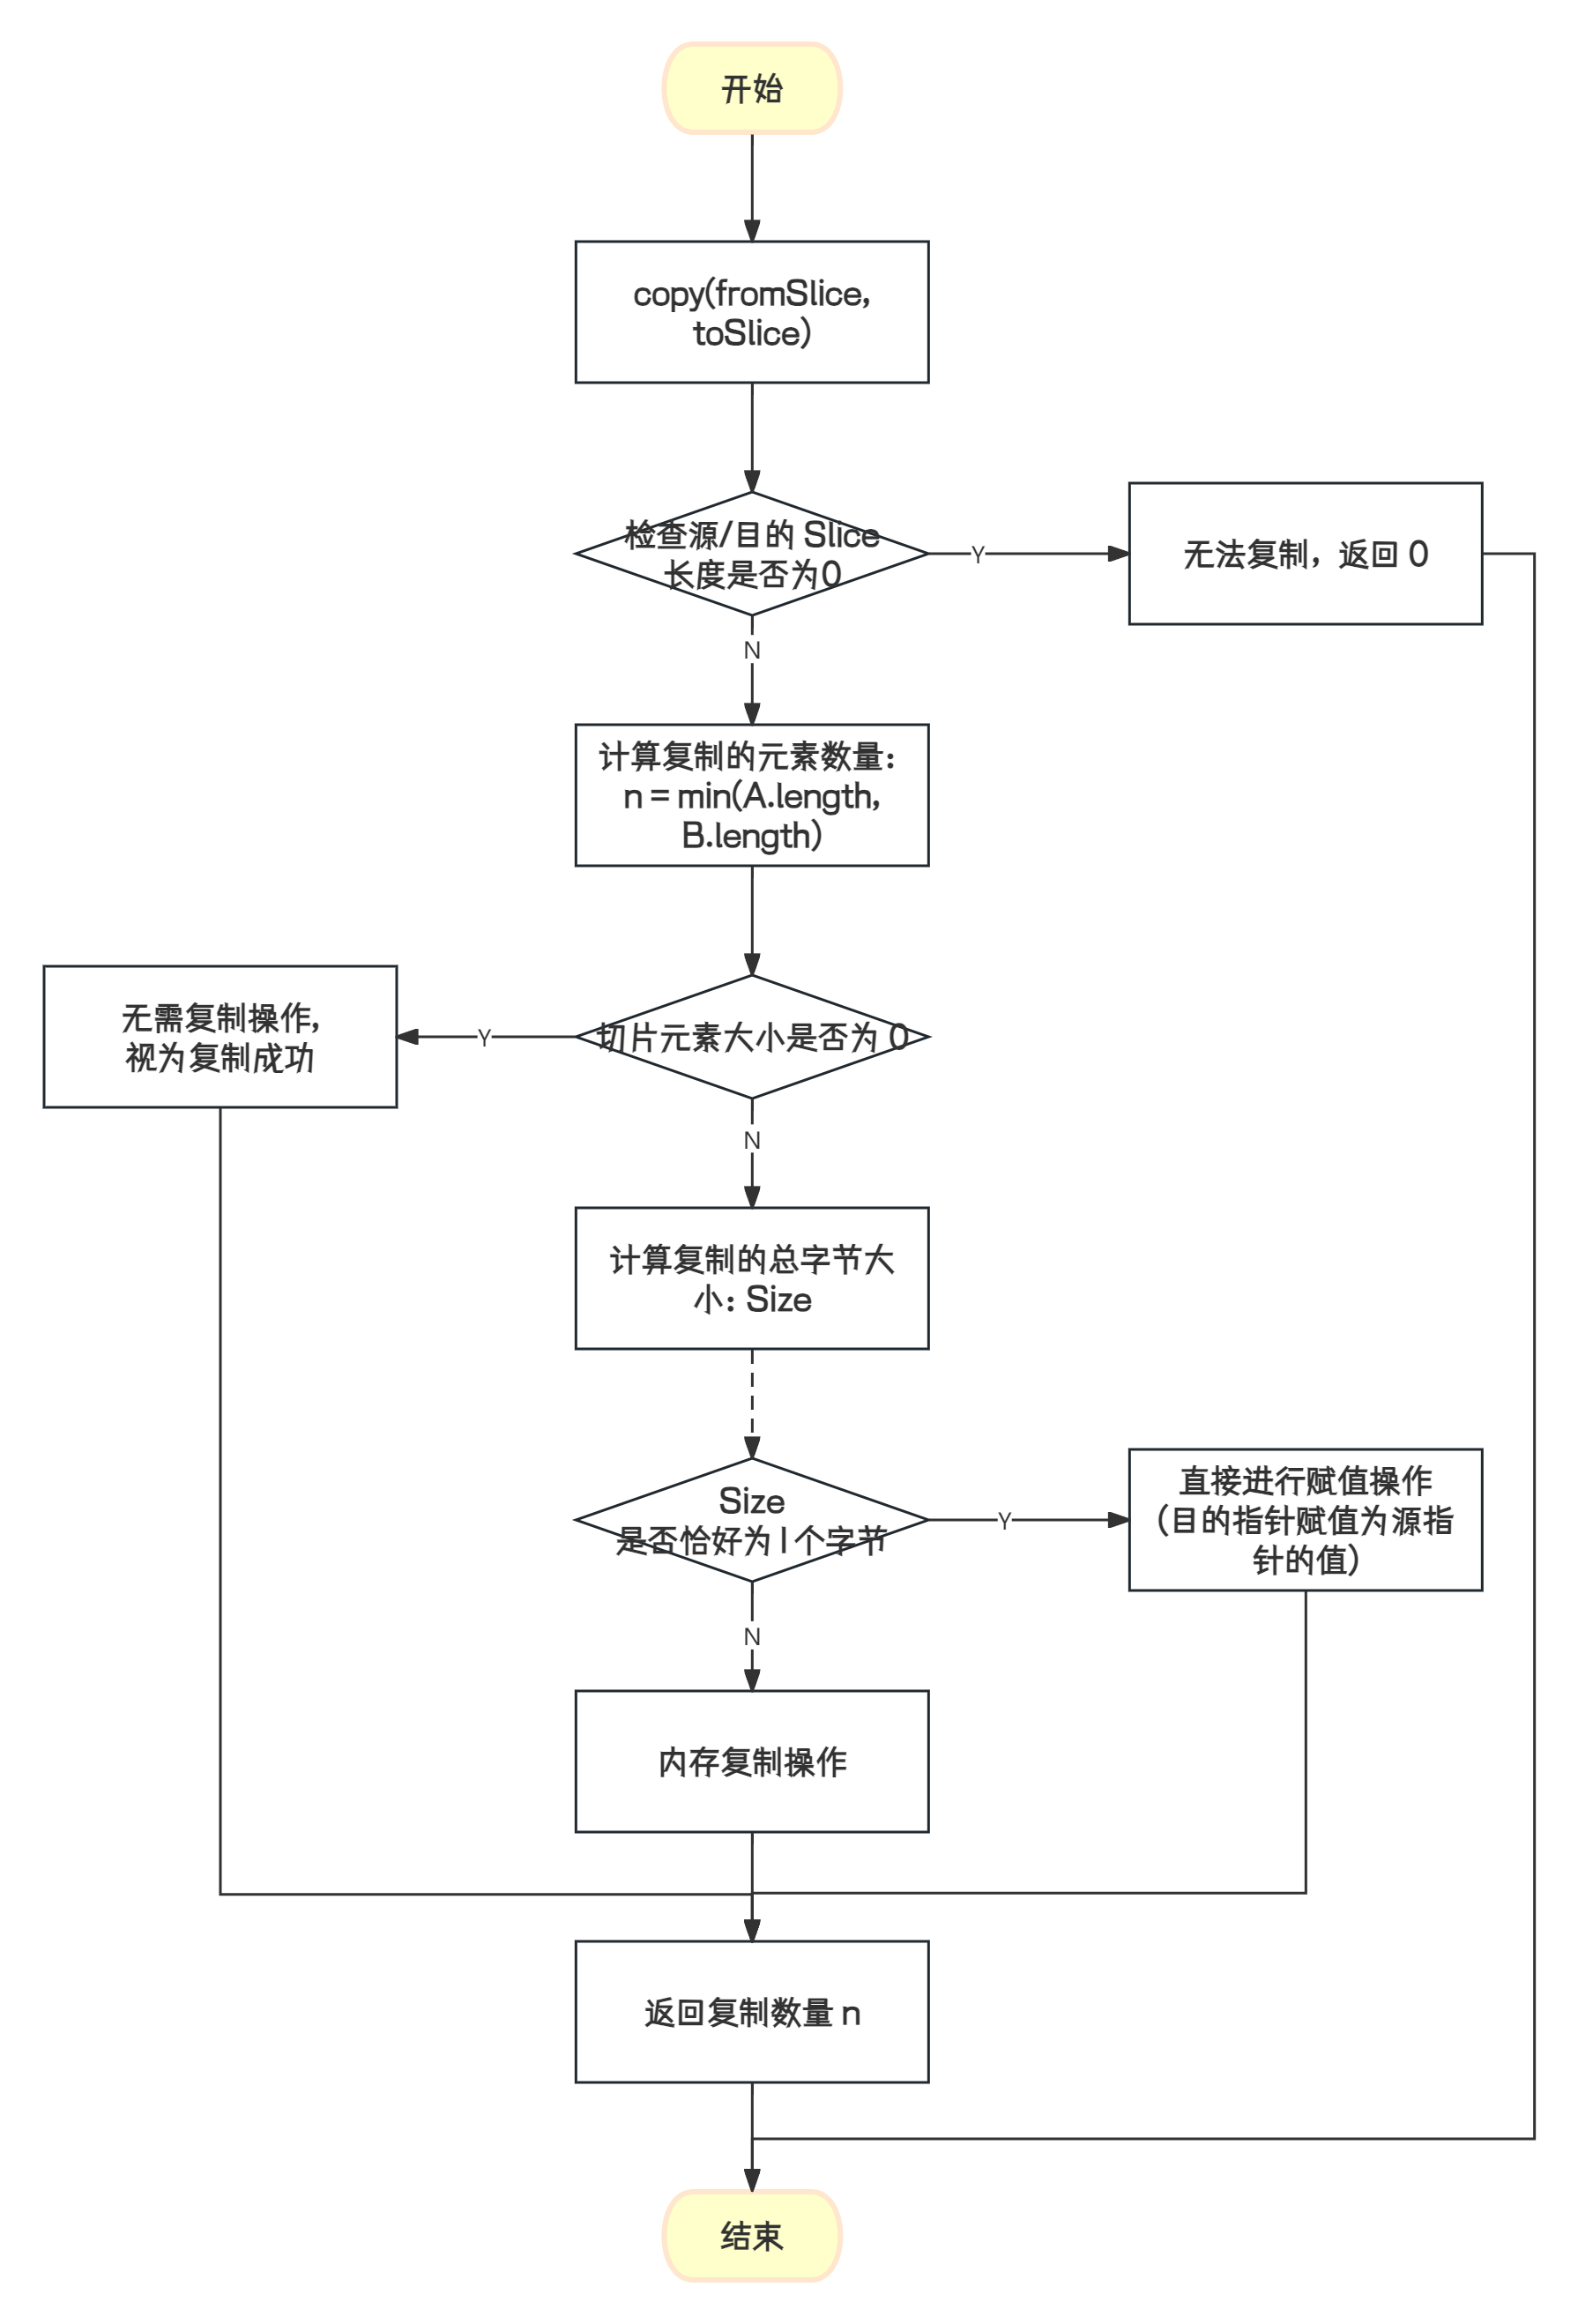 开始
copy(fromSlice,
toSlice)
检查源/目的 Slice
长度是否为0
Y
无法复制，返回 0
N
计算复制的元素数量：
n = min(A.length,
B.length)
无需复制操作，
视为复制成功
Y
切片元素大小是否为 0
N
计算复制的总字节大
小：Size
Size
是否恰好为1个字节
Y
直接进行赋值操作
（目的指针赋值为源指
针的值）
N
内存复制操作
返回复制数量 n
结束